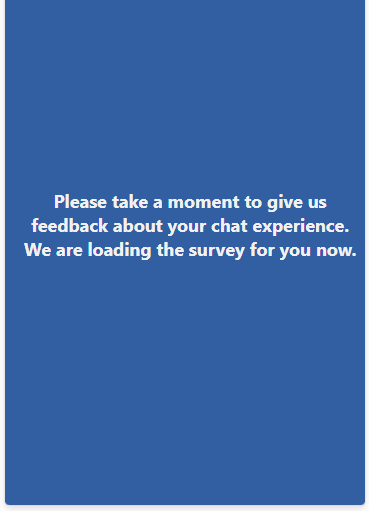 Please take a moment to give us
feedback about your chat experience.
We are loading the survey for you now.